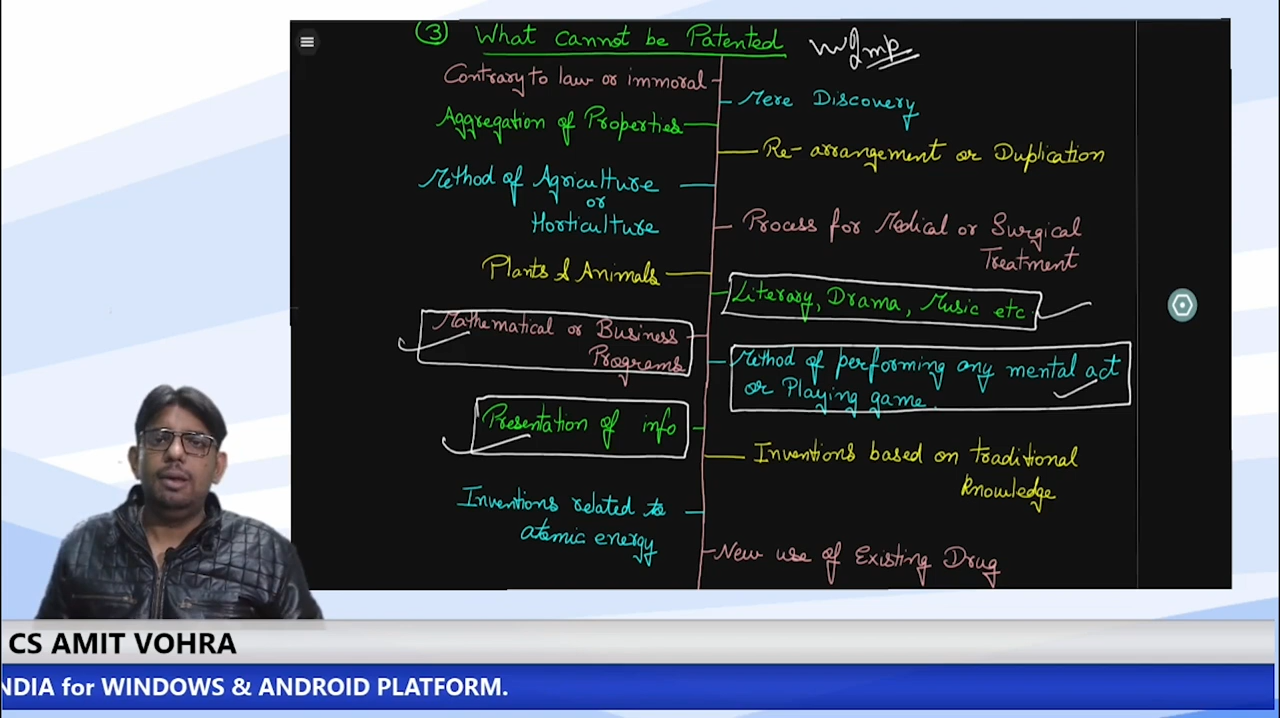 ③ What Cannot be Patented
Contrary to law or immoral
Mere Discovery
Aggregation of Properties
Re-arrangement or Duplication
Method of Agriculture
or
Horticulture
Process for Medical or Surgical
Treatment
Plants & Animals
Literary, Drama, Music etc.
Mathematical or Business
Programs
Method of performing any mental act
or Playing game.
Presentation of info
Inventions based on traditional
knowledge
Inventions related to
atomic energy
New use of Existing Drug
CS AMIT VOHRA
NDIA for WINDOWS & ANDROID PLATFORM.